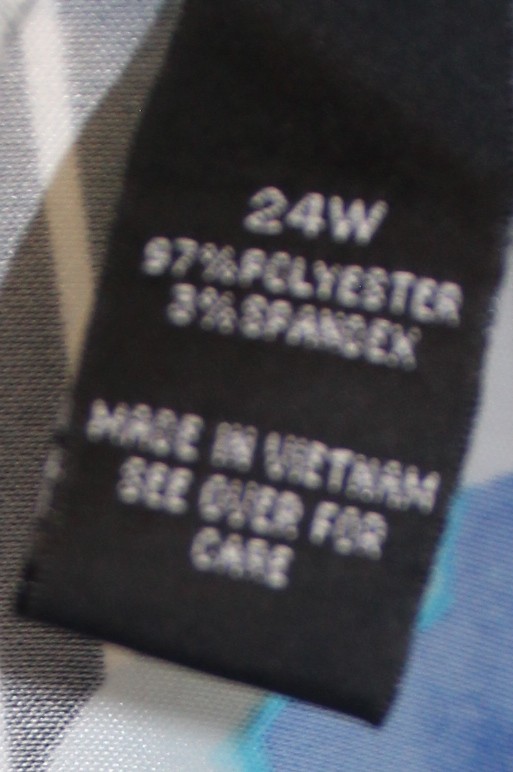 24W
97% POLYESTER
3% SPANDEX
MADE IN VIETNAM
SEE OVER FOR
CARE